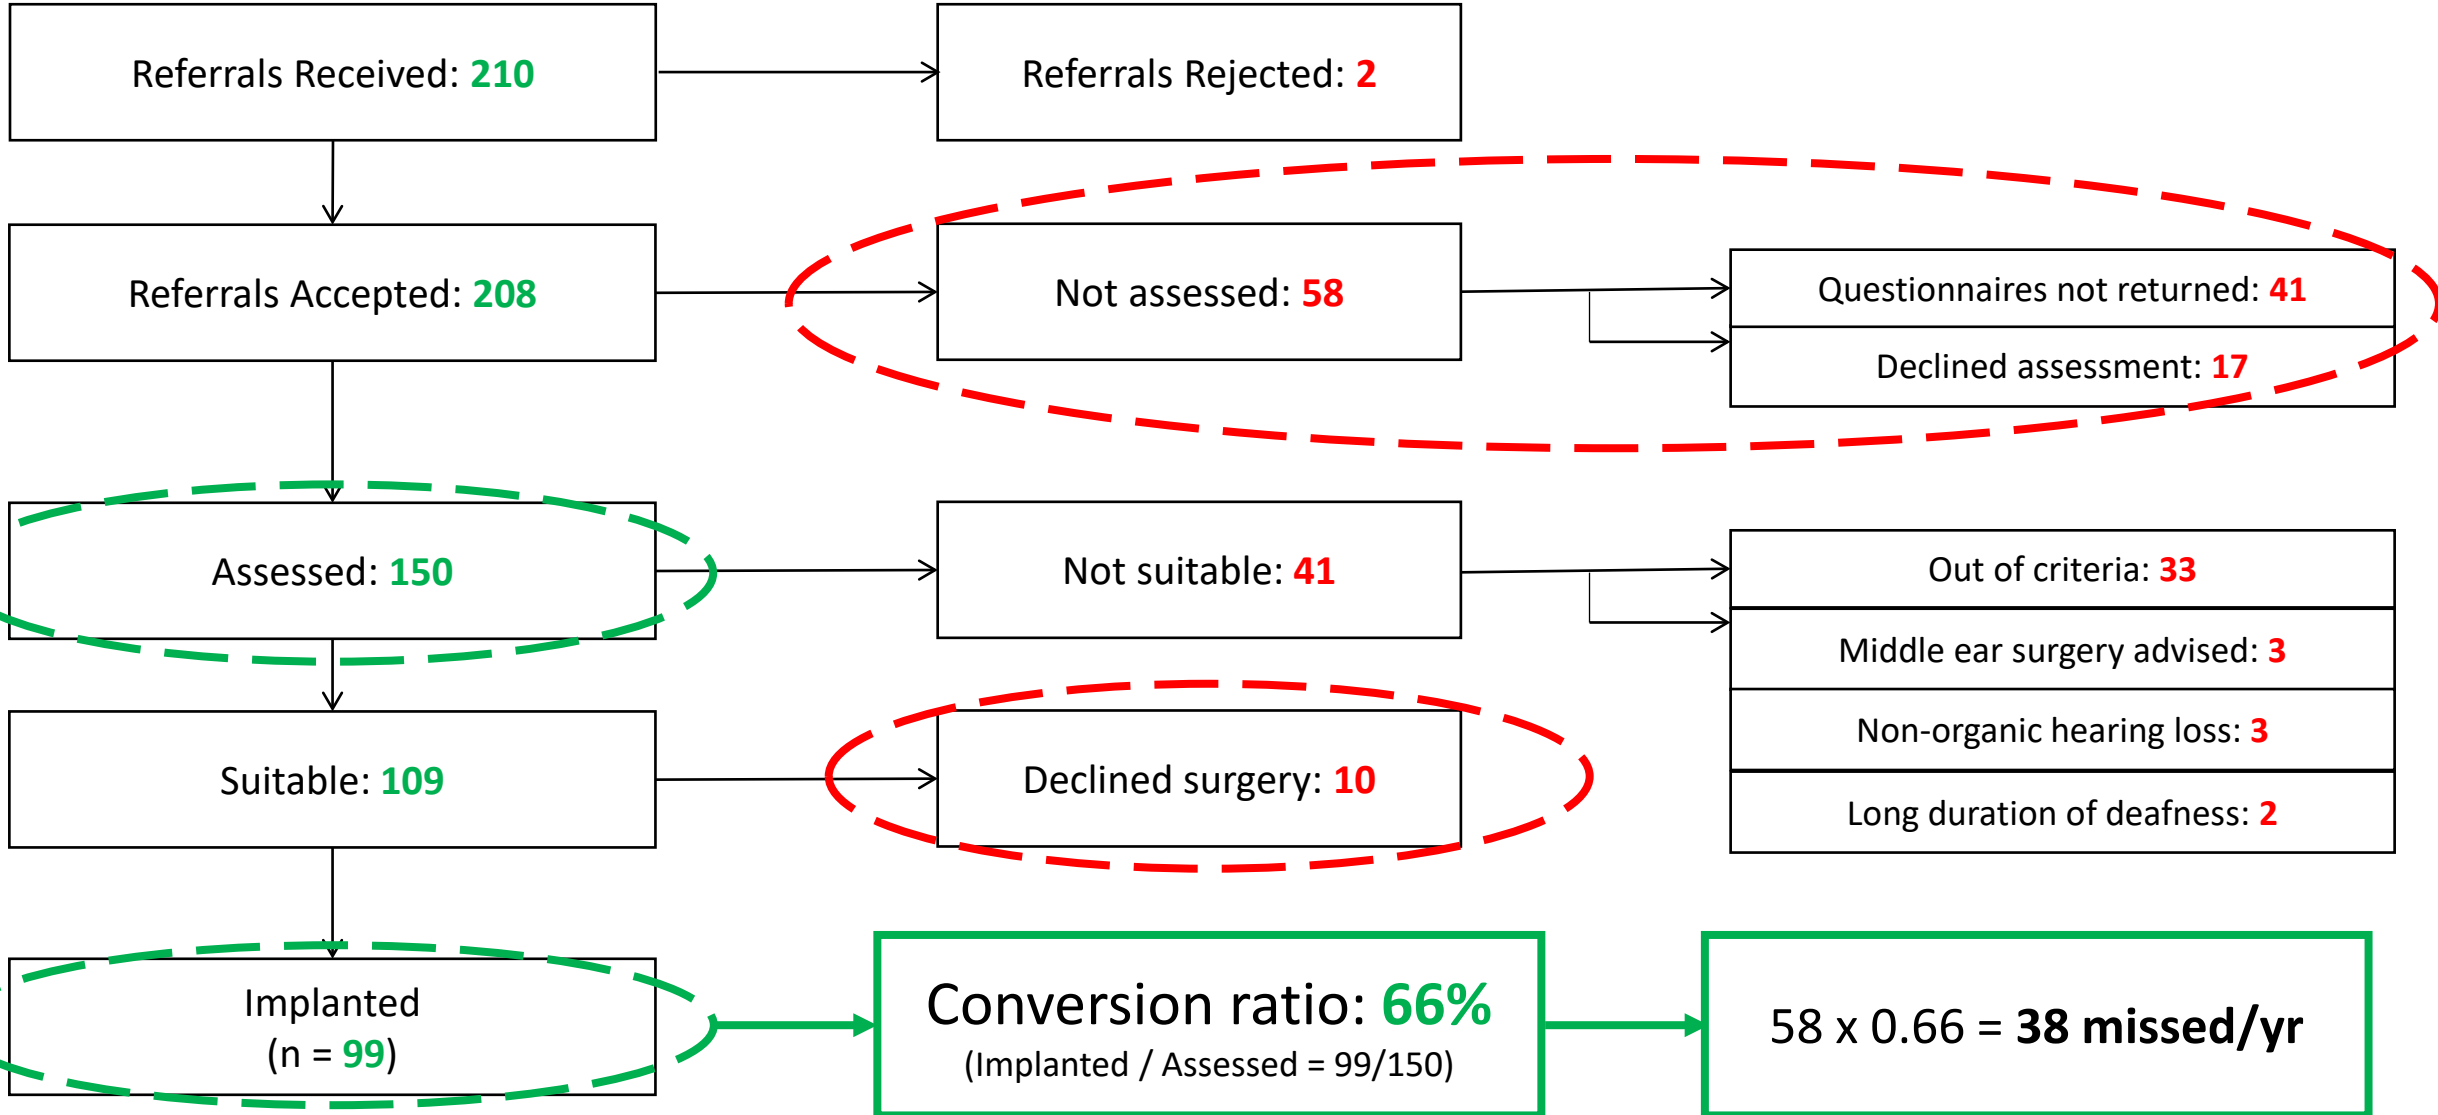 Referrals Received: 210
Referrals Rejected: 2
Referrals Accepted: 208
Not assessed: 58
Questionnaires not returned: 41
Declined assessment: 17
Assessed: 150
Not suitable: 41
Out of criteria: 33
Middle ear surgery advised: 3
Non-organic hearing loss: 3
Long duration of deafness: 2
Suitable: 109
Declined surgery: 10
Implanted
(n = 99)
Conversion ratio: 66%
(Implanted / Assessed = 99/150)
58 x 0.66 = 38 missed/yr